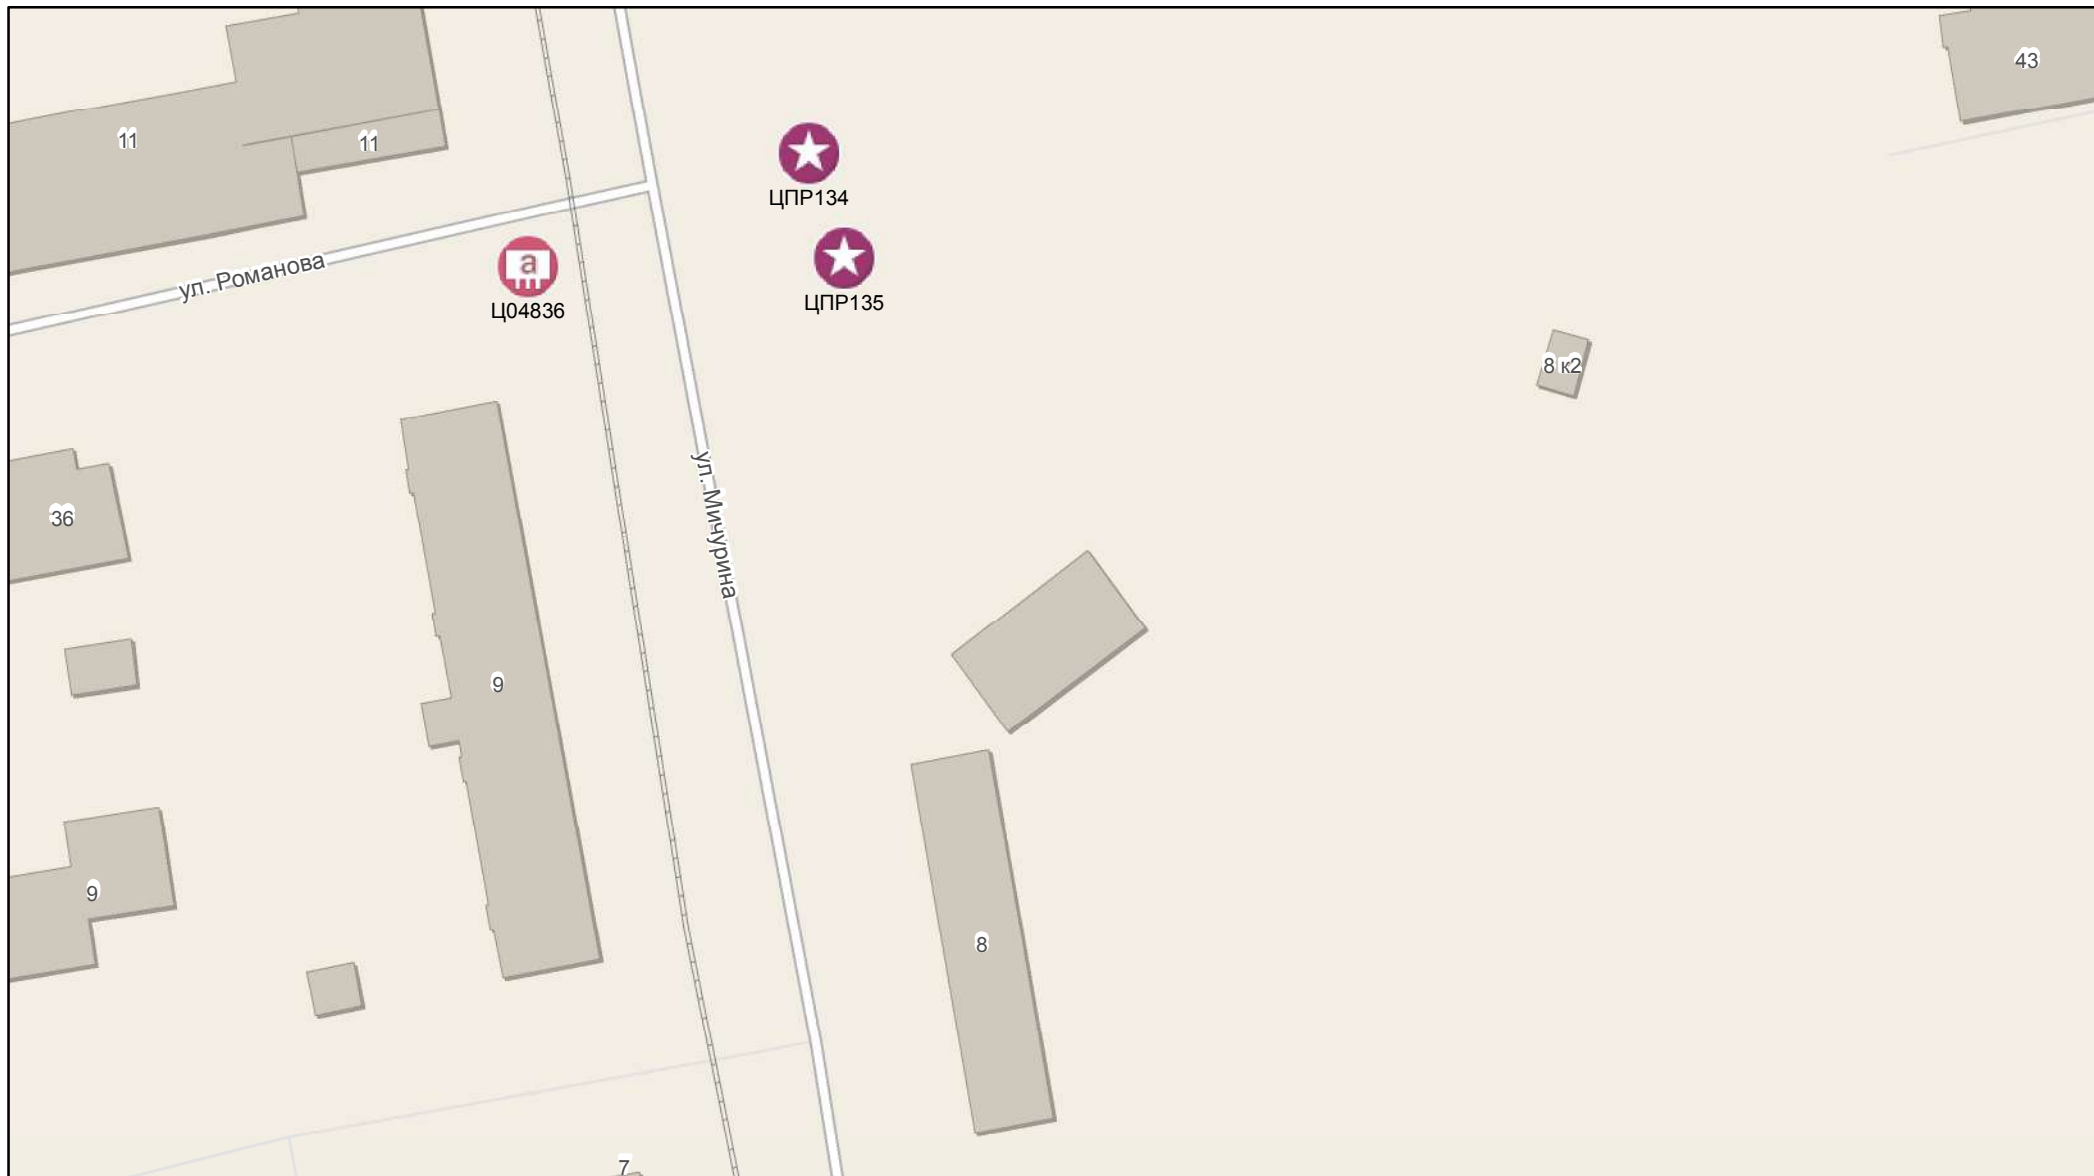 43
11
11
ЦПР134
ул. Романова
a
Ц04836
ЦПР135
8 к2
ул. Мичурина
36
9
9
8
7